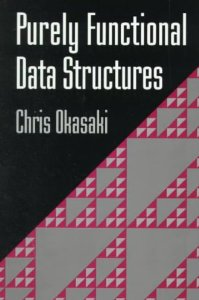 Purely Functional
Data Structures
Chris Okasaki